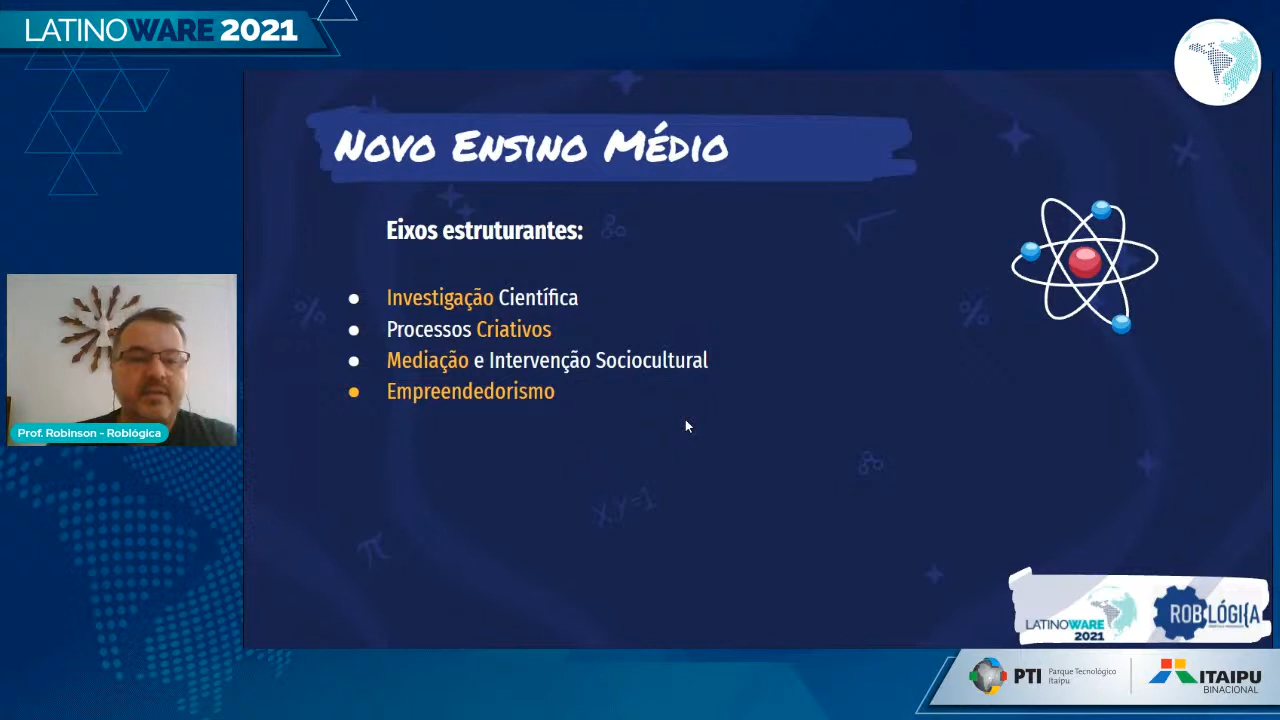 LATINOWARE 2021
NOVO ENSINO MÉDIO
Eixos estruturantes:
● Investigação Científica
● Processos Criativos
● Mediação e Intervenção Sociocultural
● Empreendedorismo
Prof. Robinson - Roblógica
X,Y=1
π
%
%
√
LATINOWARE
2021
ROBLÓGICA
PTI
Parque Tecnológico
Itaipu
ITAIPU
BINACIONAL